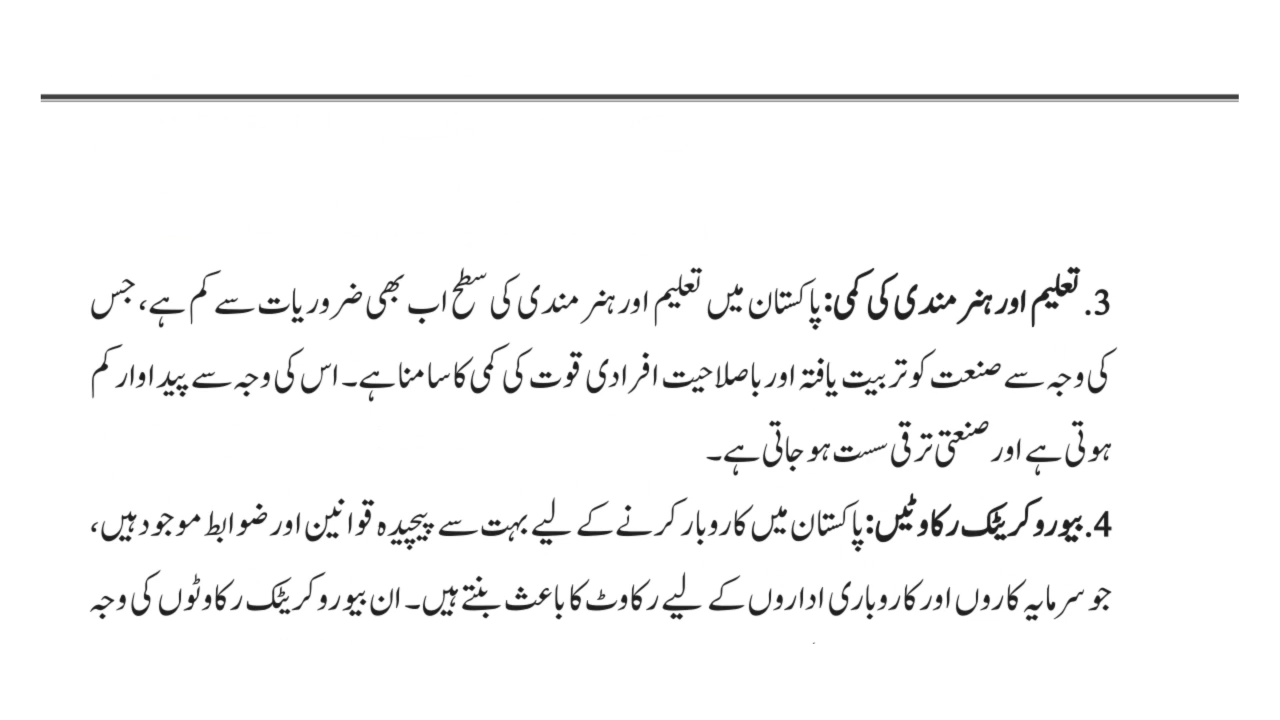 3. تعلیم اور ہنر مندی کی کمی: پاکستان میں تعلیم اور ہنر مندی کی سطح اب بھی ضروریات سے کم ہے، جس
کی وجہ سے صنعت کو تربیت یافتہ اور باصلاحیت افرادی قوت کی کمی کا سامنا ہے۔ اس کی وجہ سے پیداوار کم
ہوتی ہے اور صنعتی ترقی سست ہو جاتی ہے۔
4. بیوروکریٹک رکاوٹیں: پاکستان میں کاروبار کرنے کے لیے بہت سے پیچیدہ قوانین اور ضوابط موجود ہیں،
جو سرمایہ کاروں اور کاروباری اداروں کے لیے رکاوٹ کا باعث بنتے ہیں۔ ان بیوروکریٹک رکاوٹوں کی وجہ